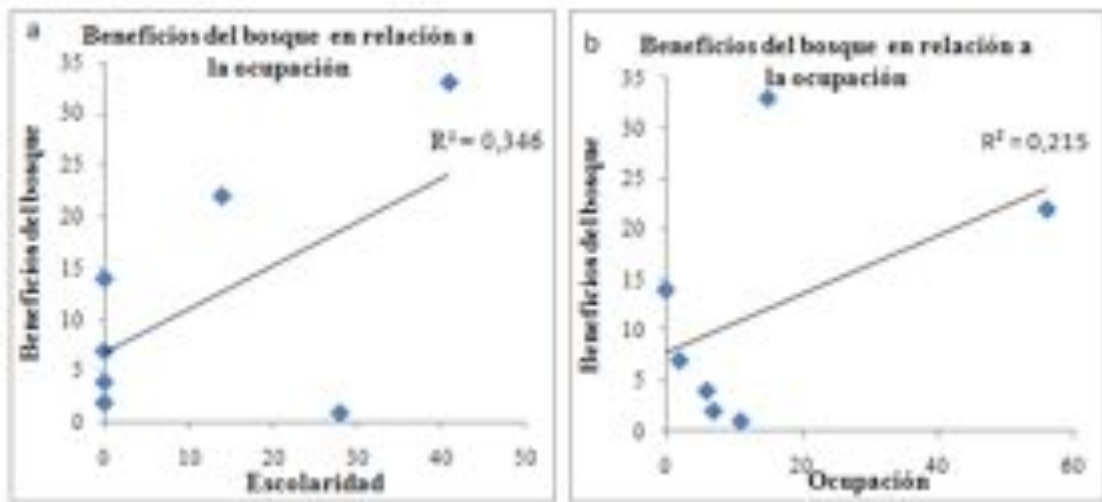 a
Beneficios del bosque en relación a
la ocupación
35
30
25
20
15
10
5
0
Beneficios del bosque
R² = 0,346
0 10 20 30 40 50
Escolaridad
b
Beneficios del bosque en relación a
la ocupación
35
30
25
20
15
10
5
0
Beneficios del bosque
R² = 0,215
0 20 40 60
Ocupación